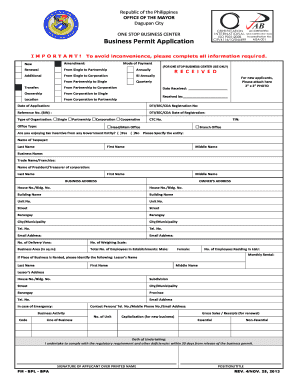 Republic of the Philippines
OFFICE OF THE MAYOR
Dagupan City
ONE STOP BUSINESS CENTER
Business Permit Application
IMPORTANT! To avoid inconvenience, please complete all information required.
New
Renewal
Additional
Transfer
Ownership
Location
Amendment:
From Single to Partnership
From Single to Corporation
From Partnership to Single
From Partnership to Corporation
From Corporation to Single
From Corporation to Partnership
Mode of Payment
Annually
Bi-Annually
Quarterly
(FOR ONE STOP BUSINESS CENTER USE ONLY)
RECEIVED
Date Received:
Received by:
For new applicants,
please attach here
2" x 2" PHOTO
Date of Application: DTI/SEC/CDA Registration No:
Reference No. (BIN): DTI/SEC/CDA Date of Registration:
Type of Organization: Single Partnership Corporation Cooperative CTC No. TIN:
Office Type: Head/Main Office Branch Office
Are you enjoying tax incentive from any Government Entity? Yes No Please specify the entity:
Name of Taxpayer:
Last Name First Name Middle Name
Business Name:
Trade Name/Franchise:
Name of President/Treasurer of corporation:
Last Name First Name Middle Name
BUSINESS ADDRESS OWNER'S ADDRESS
House No./Bldg. No. House No./Bldg. No.
Building Name Building Name
Unit No. Unit No.
Street Street
Barangay Barangay
City/Municipality City/Municipality
Tel. No. Tel. No.
Email Address: Email Address:
No. of Delivery Vans: No. of Weighing Scale:
Business Area (in sq m): Total No. of Employees in Establishments: Male: Female: No. of Employees Residing in LGU:
If Place of Business is Rented, please identify the following: Lessor's Name Monthly Rental:
Last Name First Name Middle Name
Lessor's Address
House No./Bldg. No. Subdivision
Street City/Municipality
Barangay Province
Tel. No. Email Address
In case of Emergency: Contact Person/ Tel. No./Mobile Phone No./Email Address:
Business Activity No. of Unit Capitalization (for new business) Gross Sales / Receipts (for renewal)
Code Line of Business Essential Non-Essential
Oath of Undertaking:
I undertake to comply with the regulatory requirement and other deficiencies within 30 days from release of the business permit.
SIGNATURE OF APPLICANT OVER PRINTED NAME POSITION/TITLE
REV. 4/NOV. 28, 2013